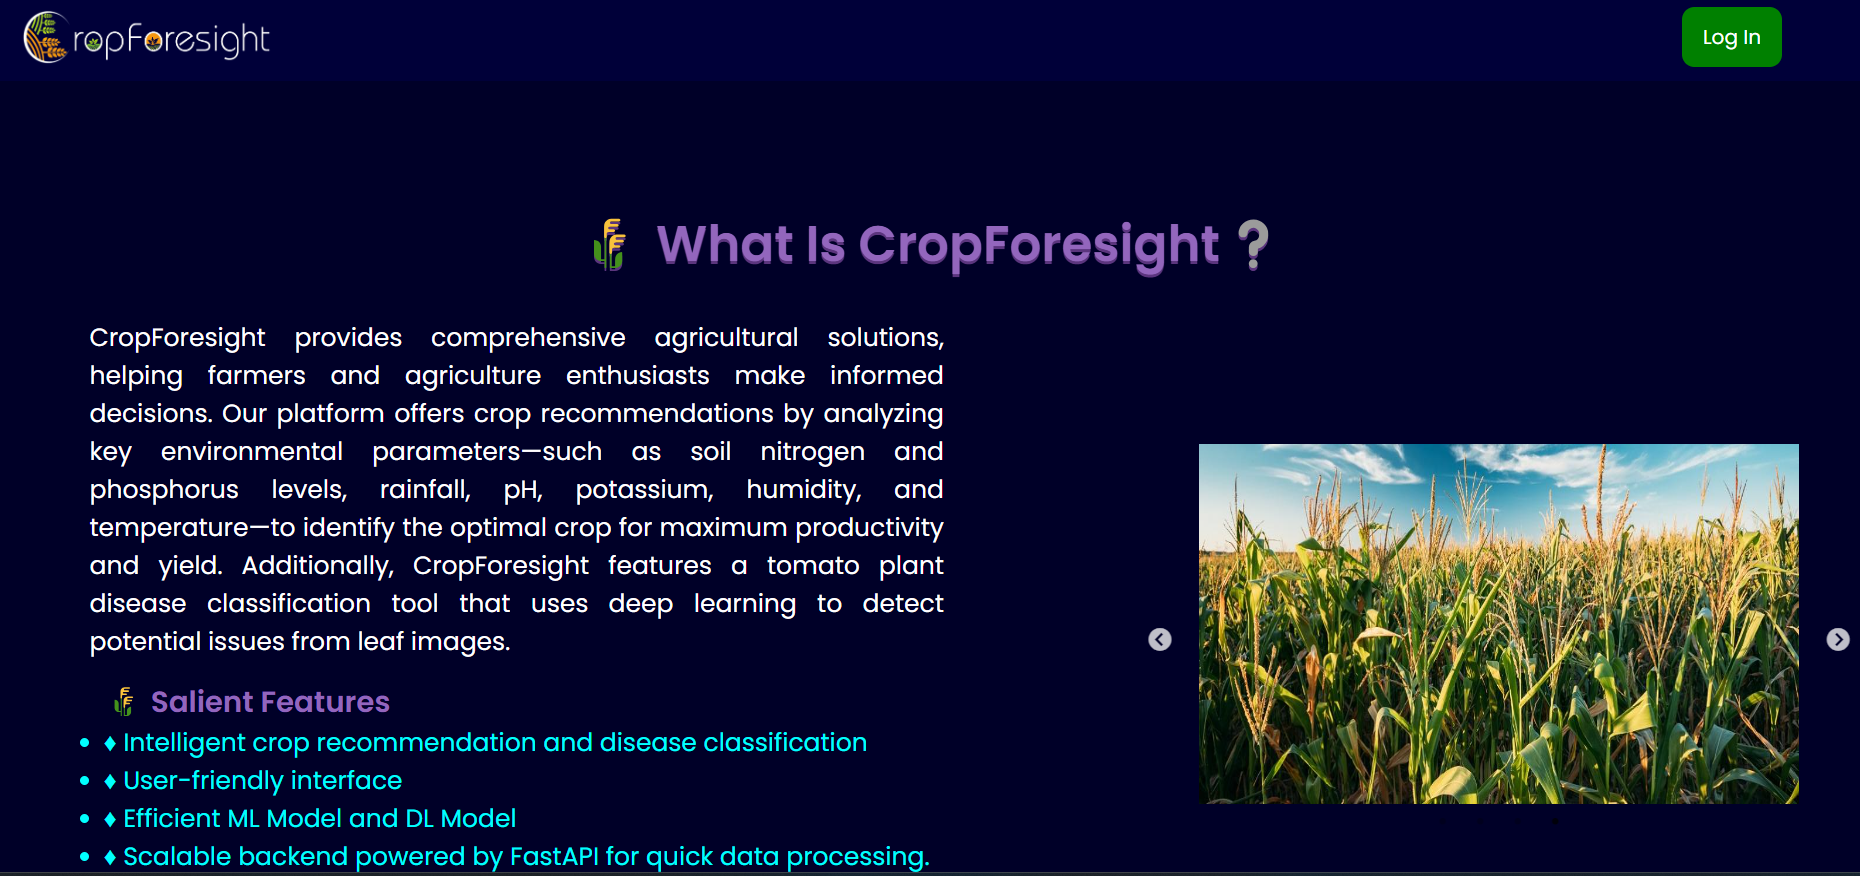 CropForesight
Log In
What Is CropForesight ?
CropForesight provides comprehensive agricultural solutions,
helping farmers and agriculture enthusiasts make informed
decisions. Our platform offers crop recommendations by analyzing
key environmental parameters—such as soil nitrogen and
phosphorus levels, rainfall, pH, potassium, humidity, and
temperature—to identify the optimal crop for maximum productivity
and yield. Additionally, CropForesight features a tomato plant
disease classification tool that uses deep learning to detect
potential issues from leaf images.
Salient Features
• ♦ Intelligent crop recommendation and disease classification
• ♦ User-friendly interface
• ♦ Efficient ML Model and DL Model
• ♦ Scalable backend powered by FastAPI for quick data processing.